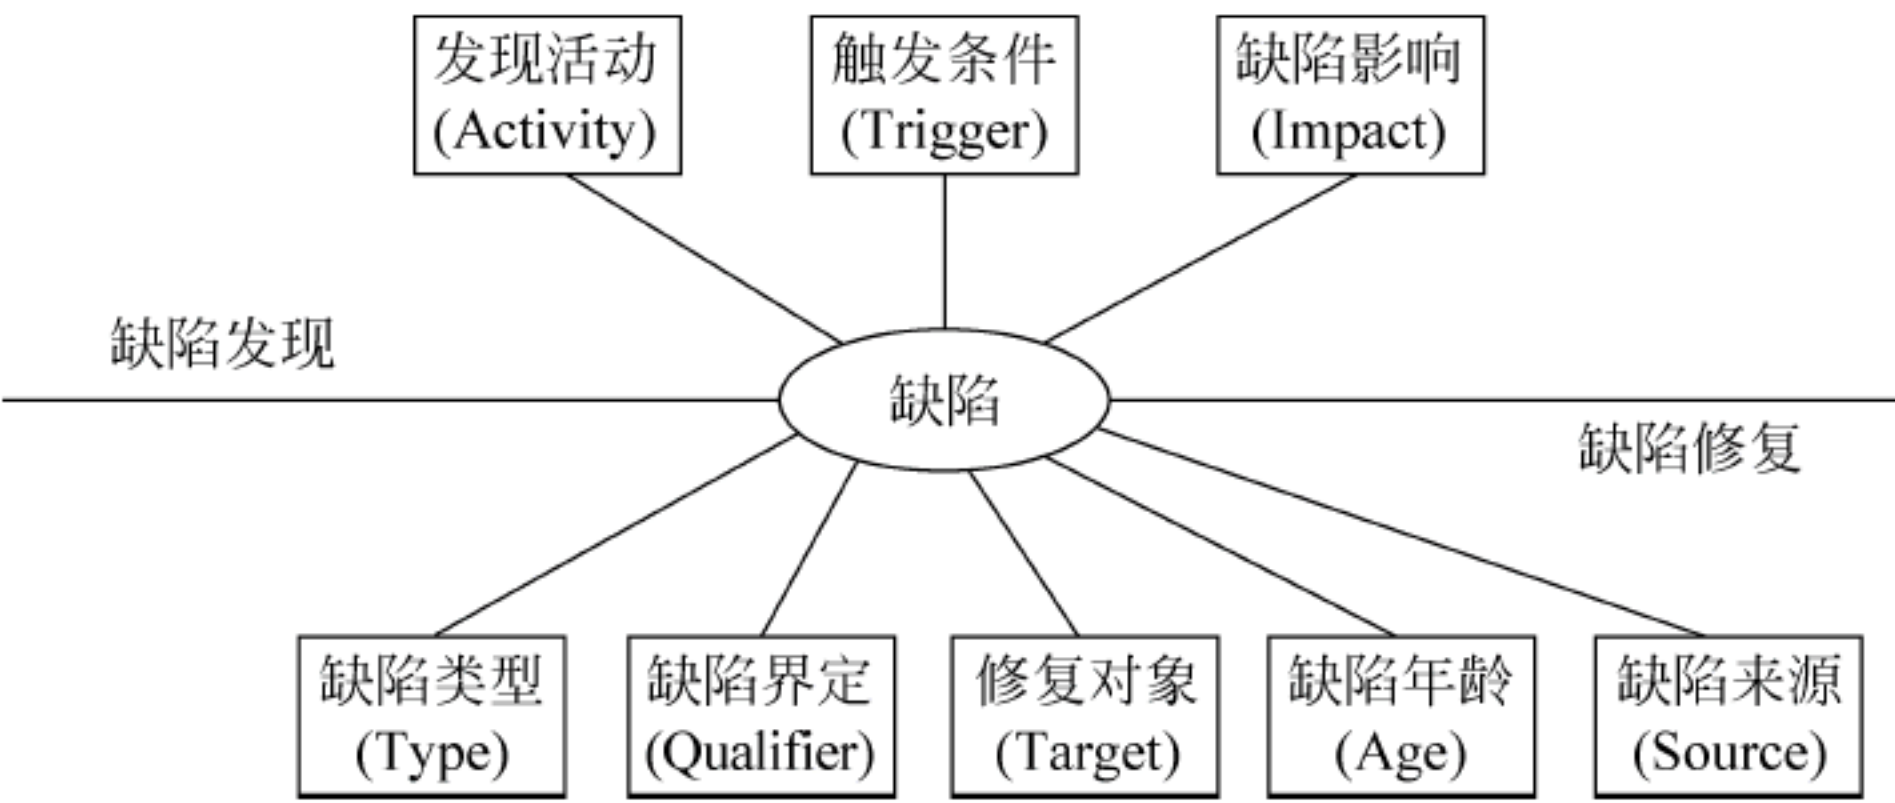 发现活动
(Activity)
触发条件
(Trigger)
缺陷影响
(Impact)
缺陷发现
缺陷
缺陷修复
缺陷类型
(Type)
缺陷界定
(Qualifier)
修复对象
(Target)
缺陷年龄
(Age)
缺陷来源
(Source)